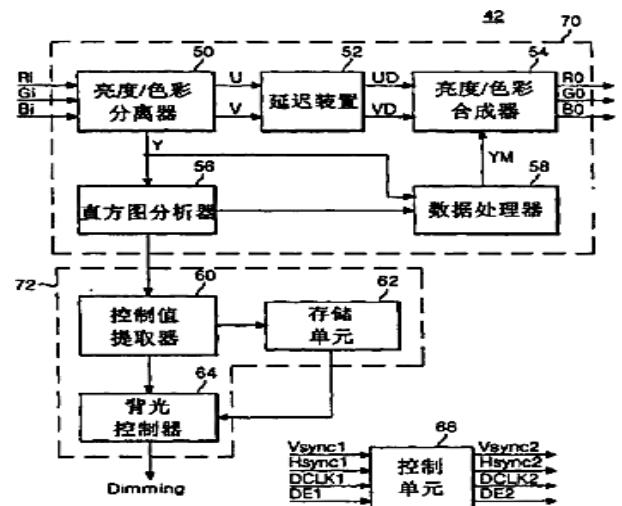 42
70
50
52
54
Ri
Gi
Bi
亮度/色彩
分离器
U
V
延迟装置
UD
VD
亮度/色彩
合成器
R0
G0
B0
Y
YM
56
58
直方图分析器
数据处理器
72
60
62
控制值
提取器
存储
单元
64
背光
控制器
Dimming
68
Vsync1
Hsync1
DCLK1
DE1
控制
单元
Vsync2
Hsync2
DCLK2
DE2